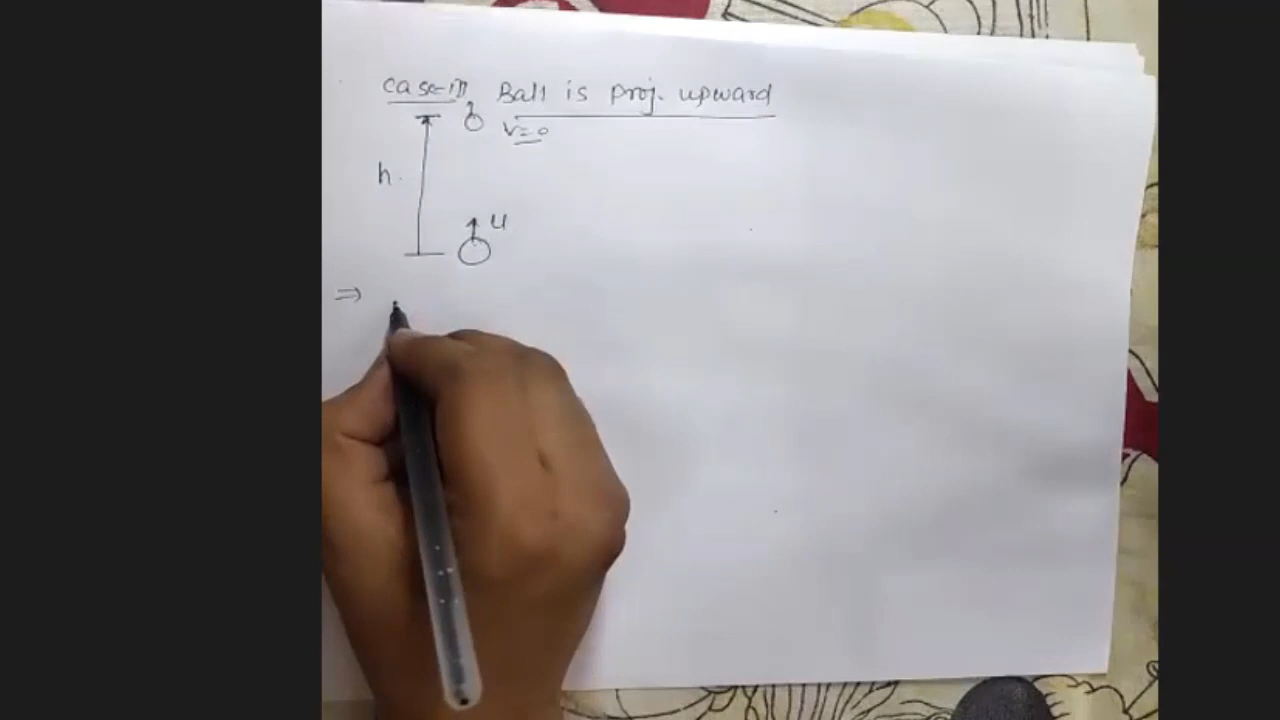 Case-III Ball is proj. upward
v=0
h.
u
⇒